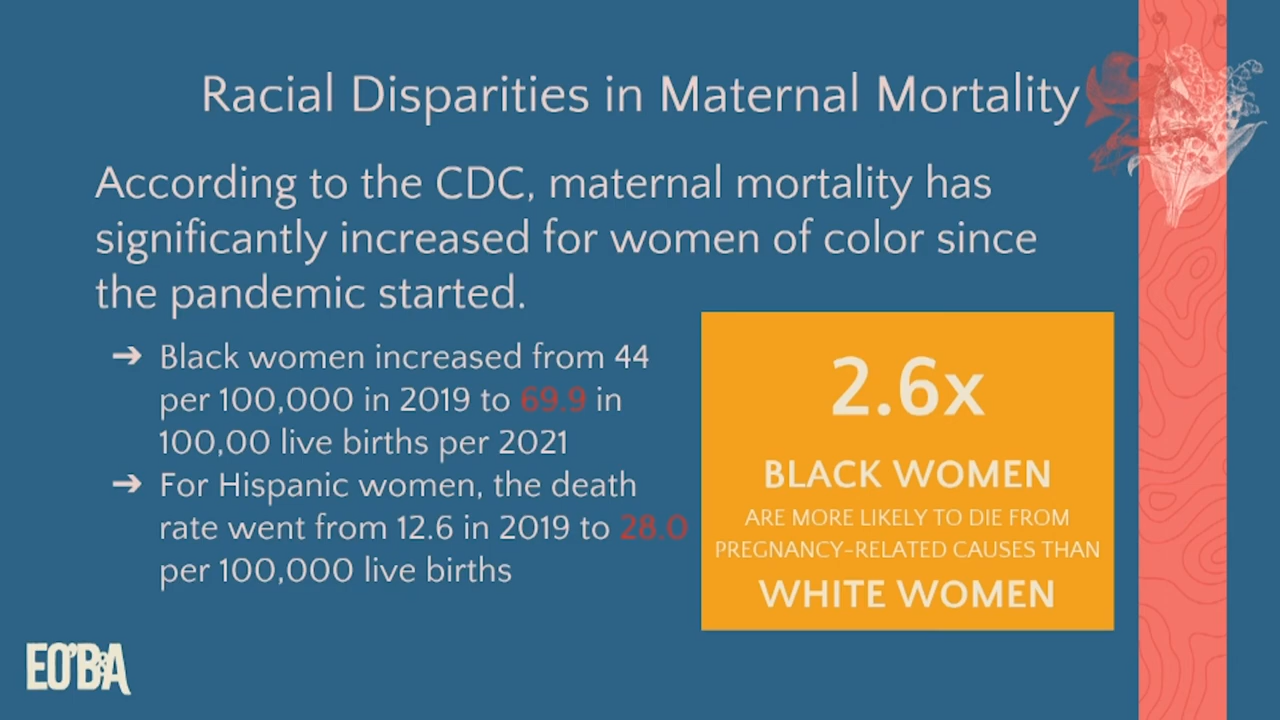 Racial Disparities in Maternal Mortality
According to the CDC, maternal mortality has
significantly increased for women of color since
the pandemic started.
➔ Black women increased from 44
per 100,000 in 2019 to 69.9 in
100,00 live births per 2021
➔ For Hispanic women, the death
rate went from 12.6 in 2019 to 28.0
per 100,000 live births
2.6x
BLACK WOMEN
ARE MORE LIKELY TO DIE FROM
PREGNANCY-RELATED CAUSES THAN
WHITE WOMEN
EO'B&A